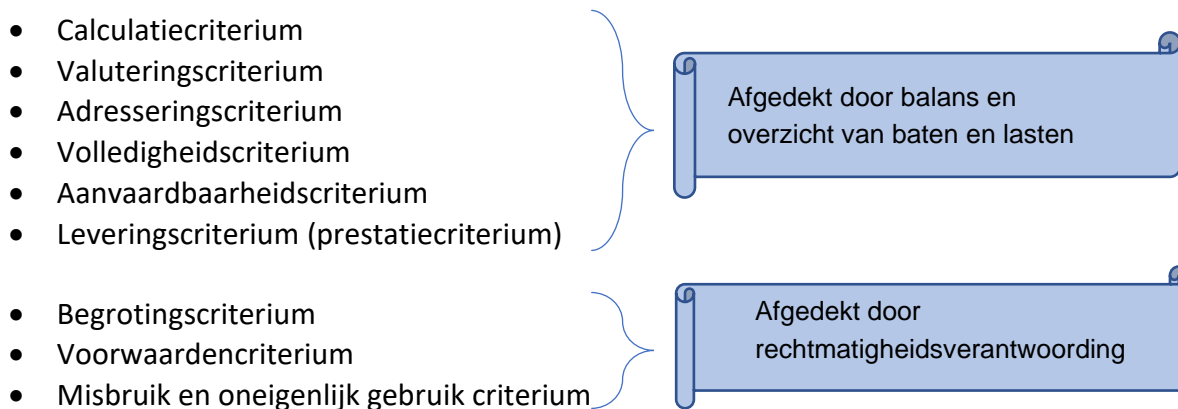 • Calculatiecriterium
• Valuteringscriterium
• Adresseringscriterium
• Volledigheidscriterium
• Aanvaardbaarheidscriterium
• Leveringscriterium (prestatiecriterium)
Afgedekt door balans en
overzicht van baten en lasten
• Begrotingscriterium
• Voorwaardencriterium
• Misbruik en oneigenlijk gebruik criterium
Afgedekt door
rechtmatigheidsverantwoording